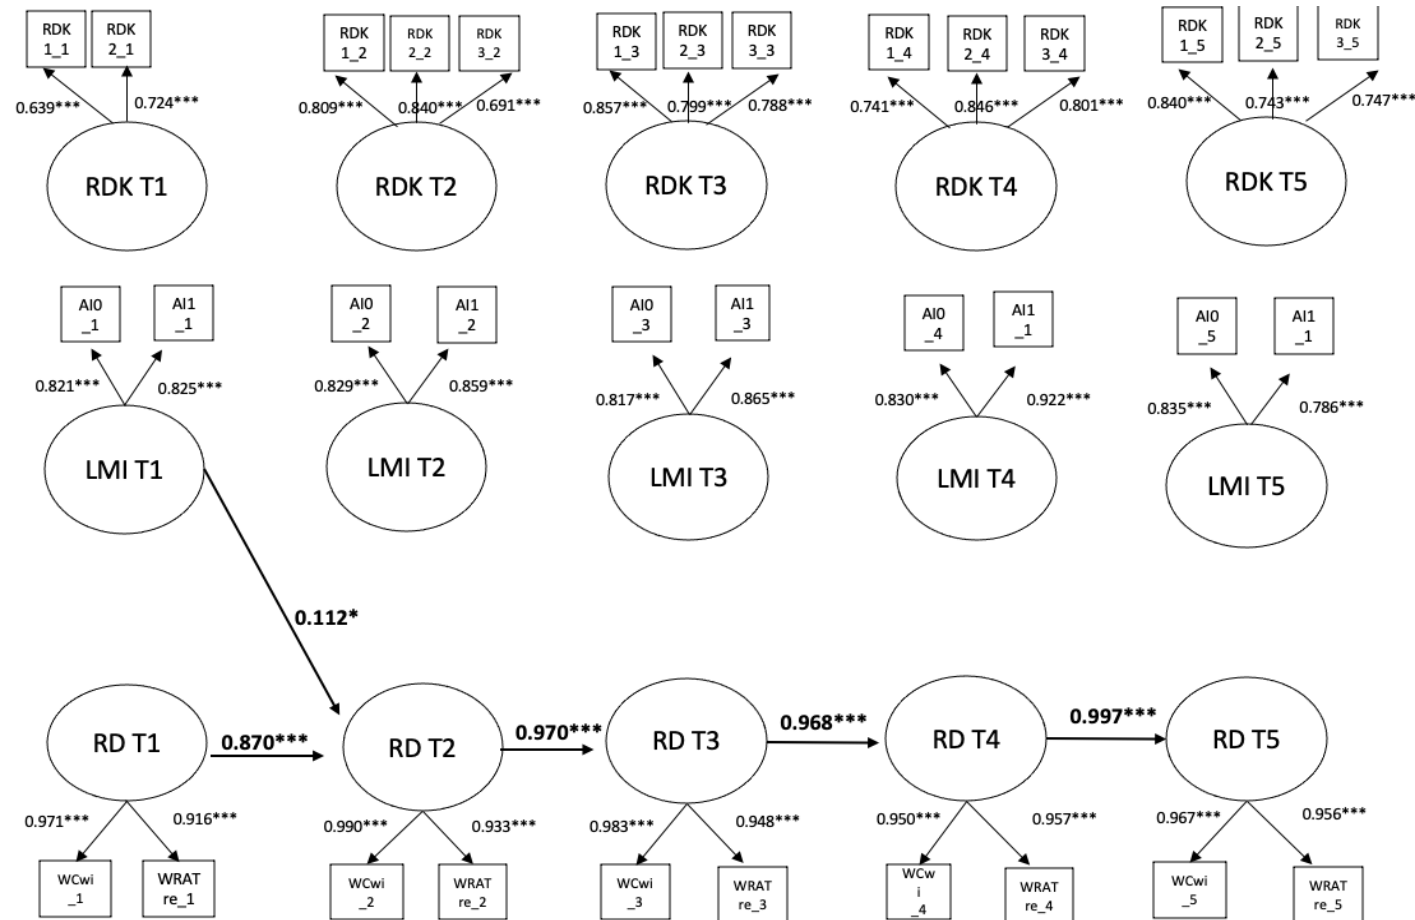 RDK
1_1
RDK
2_1
RDK
1_2
RDK
2_2
RDK
3_2
RDK
1_3
RDK
2_3
RDK
3_3
RDK
1_4
RDK
2_4
RDK
3_4
RDK
1_5
RDK
2_5
RDK
3_5
0.639***
0.724***
0.809***
0.840***
0.691***
0.857***
0.799***
0.788***
0.741***
0.846***
0.801***
0.840***
0.743***
0.747***
RDK T1
RDK T2
RDK T3
RDK T4
RDK T5
AI0
_1
AI1
_1
AI0
_2
AI1
_2
AI0
_3
AI1
_3
AI0
_4
AI1
_1
AI0
_5
AI1
_1
0.821***
0.825***
0.829***
0.859***
0.817***
0.865***
0.830***
0.922***
0.835***
0.786***
LMI T1
LMI T2
LMI T3
LMI T4
LMI T5
0.112*
RD T1
0.870***
RD T2
0.970***
RD T3
0.968***
RD T4
0.997***
RD T5
0.971***
0.916***
0.990***
0.933***
0.983***
0.948***
0.950***
0.957***
0.967***
0.956***
WCwi
_1
WRAT
re_1
WCwi
_2
WRAT
re_2
WCwi
_3
WRAT
re_3
WCw
i
_4
WRAT
re_4
WCwi
_5
WRAT
re_5